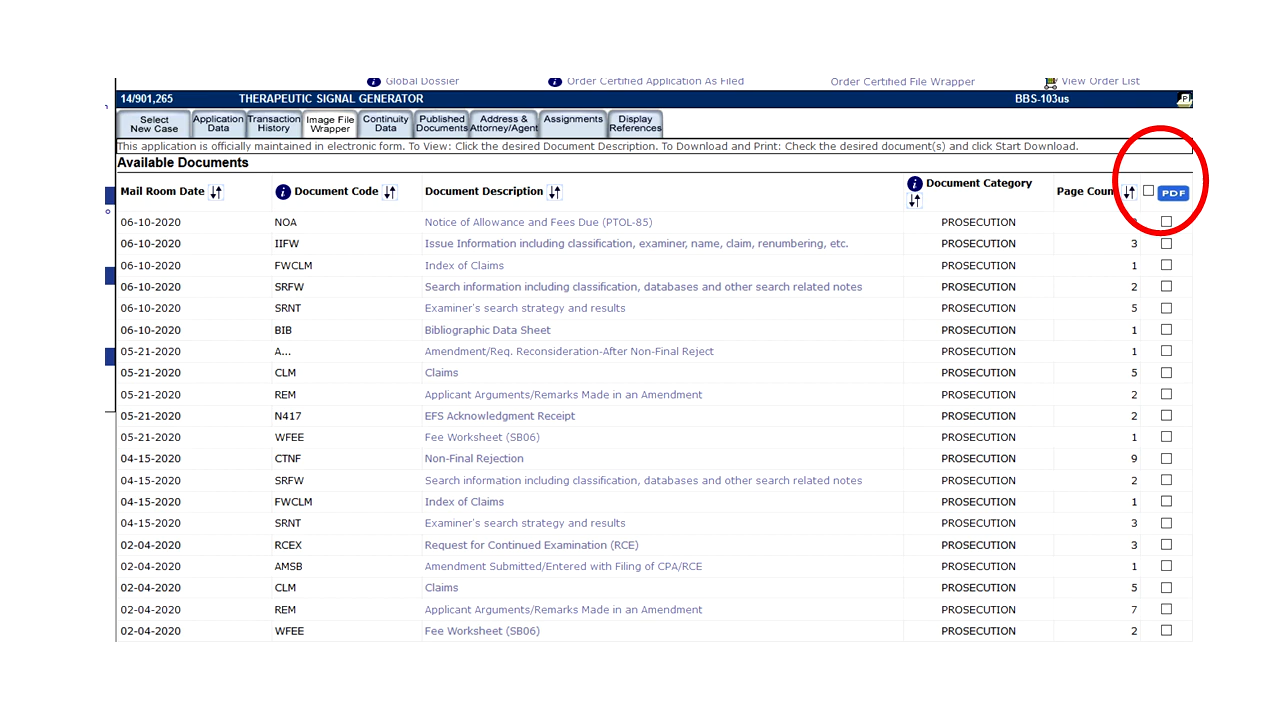 Global Dossier Order Certified Application As Filed Order Certified File Wrapper View Order List
14/901,265 THERAPEUTIC SIGNAL GENERATOR BBS-103us
Select New Case
Application Data
Transaction History
Image File Wrapper
Continuity Data
Published Documents
Address & Attorney/Agent
Assignments
Display References
This application is officially maintained in electronic form. To View: Click the desired Document Description. To Download and Print: Check the desired document(s) and click Start Download.
Available Documents
Mail Room Date Document Code Document Description Document Category Page Coun PDF
06-10-2020 NOA Notice of Allowance and Fees Due (PTOL-85) PROSECUTION
06-10-2020 IIFW Issue Information including classification, examiner, name, claim, renumbering, etc. PROSECUTION 3
06-10-2020 FWCLM Index of Claims PROSECUTION 1
06-10-2020 SRFW Search information including classification, databases and other search related notes PROSECUTION 2
06-10-2020 SRNT Examiner's search strategy and results PROSECUTION 5
06-10-2020 BIB Bibliographic Data Sheet PROSECUTION 1
05-21-2020 A... Amendment/Req. Reconsideration-After Non-Final Reject PROSECUTION 1
05-21-2020 CLM Claims PROSECUTION 5
05-21-2020 REM Applicant Arguments/Remarks Made in an Amendment PROSECUTION 2
05-21-2020 N417 EFS Acknowledgment Receipt PROSECUTION 2
05-21-2020 WFEE Fee Worksheet (SB06) PROSECUTION 1
04-15-2020 CTNF Non-Final Rejection PROSECUTION 9
04-15-2020 SRFW Search information including classification, databases and other search related notes PROSECUTION 2
04-15-2020 FWCLM Index of Claims PROSECUTION 1
04-15-2020 SRNT Examiner's search strategy and results PROSECUTION 3
02-04-2020 RCEX Request for Continued Examination (RCE) PROSECUTION 3
02-04-2020 AMSB Amendment Submitted/Entered with Filing of CPA/RCE PROSECUTION 1
02-04-2020 CLM Claims PROSECUTION 5
02-04-2020 REM Applicant Arguments/Remarks Made in an Amendment PROSECUTION 7
02-04-2020 WFEE Fee Worksheet (SB06) PROSECUTION 2